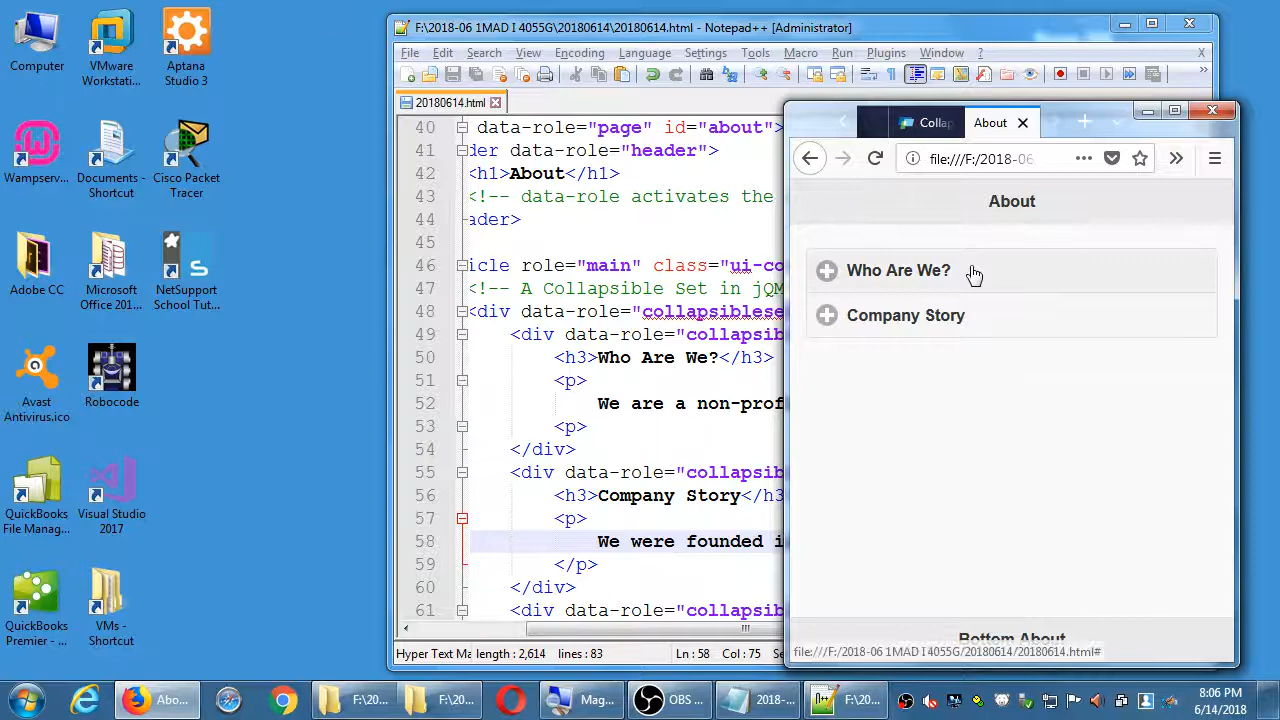 Computer
VMware
Workstati...
Aptana
Studio 3
Wampserv...
Documents -
Shortcut
Cisco Packet
Tracer
Adobe CC
Microsoft
Office 201...
NetSupport
School Tut...
Avast
Antivirus.ico
Robocode
QuickBooks
File Manag...
Visual Studio
2017
QuickBooks
Premier - ...
VMs -
Shortcut
F:\2018-06 1MAD I 4055G\20180614\20180614.html - Notepad++ [Administrator]
File Edit Search View Encoding Language Settings Tools Macro Run Plugins Window ? X
20180614.html
40 data-role="page" id="about">
41 der data-role="header">
42 <h1>About</h1>
43 <!-- data-role activates the
44 ader>
45
46 icle role="main" class="ui-co
47 <!-- A Collapsible Set in jQM
48 <div data-role="collapsiblese
49 <div data-role="collapsib
50 <h3>Who Are We?</h3>
51 <p>
52 We are a non-prof
53 <p>
54 </div>
55 <div data-role="collapsib
56 <h3>Company Story</h3
57 <p>
58 We were founded i
59 </p>
60 </div>
61 <div data-role="collapsib
Hyper Text Ma length : 2,614 lines : 83 Ln : 58 Col : 75 Se
Collap
About
file:///F:/2018-06
About
Who Are We?
Company Story
Bottom About
file:///F:/2018-06 1MAD I 4055G/20180614/20180614.html#
Abo...
F:\20...
F:\20...
Mag...
OBS ...
2018-...
F:\20...
8:06 PM
6/14/2018